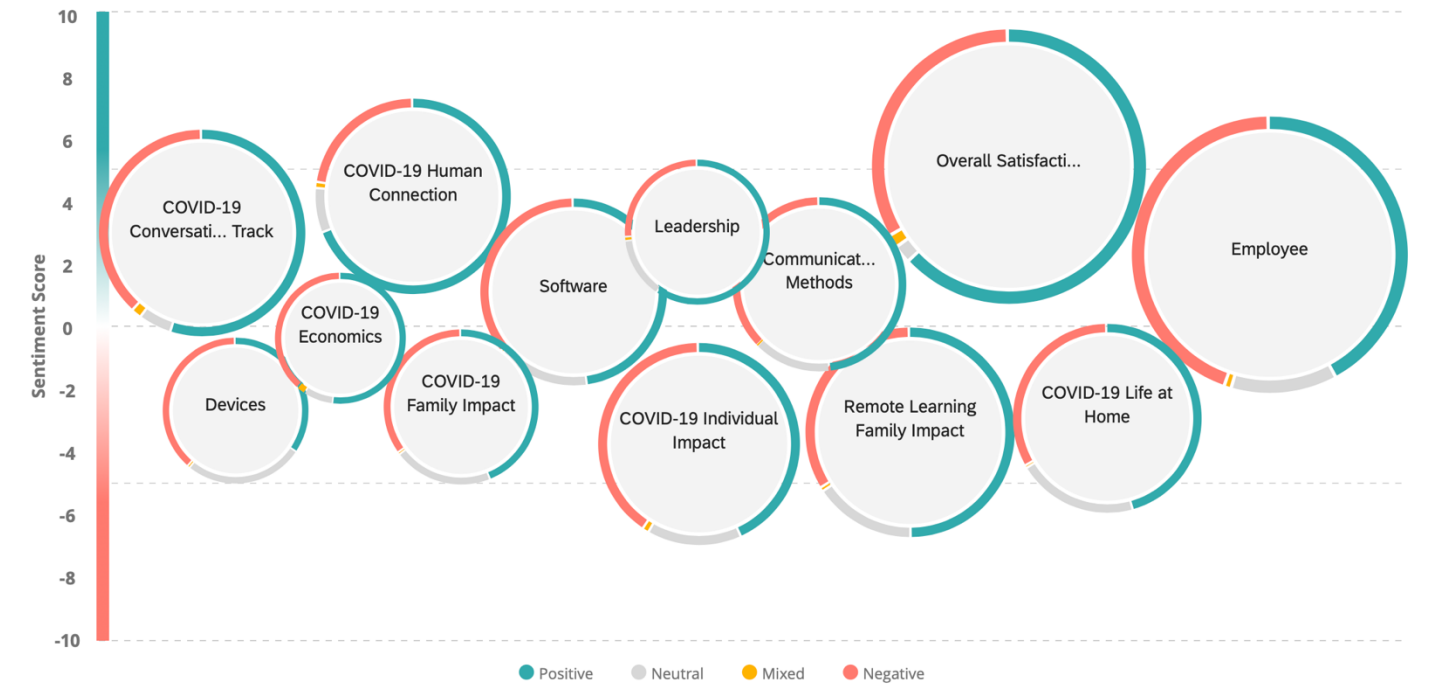 10
8
6
4
2
0
-2
-4
-6
-8
-10
Sentiment Score
COVID-19
Conversati... Track
COVID-19 Human
Connection
COVID-19
Economics
Devices
COVID-19
Family Impact
Software
Leadership
Communicat...
Methods
COVID-19 Individual
Impact
Remote Learning
Family Impact
Overall Satisfacti...
COVID-19 Life at
Home
Employee
Positive
Neutral
Mixed
Negative